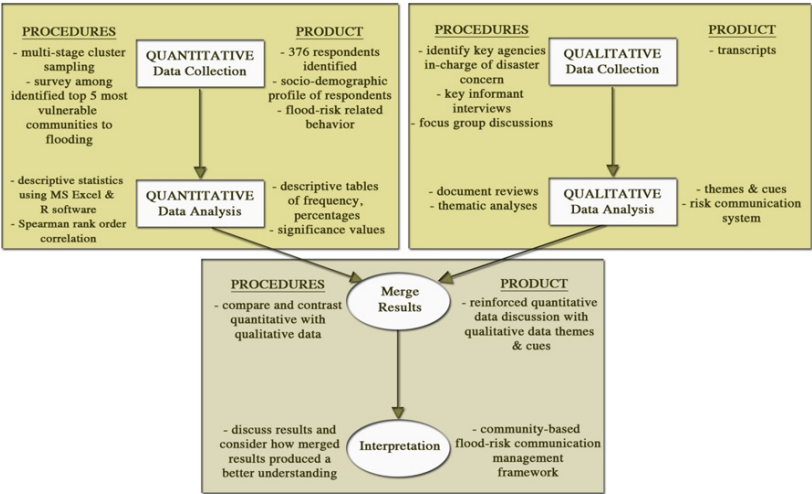 PROCEDURES
- multi-stage cluster
sampling
- survey among
identified top 5 most
vulnerable
communities to
flooding
QUANTITATIVE
Data Collection
PRODUCT
- 376 respondents
identified
- socio-demographic
profile of respondents
- flood-risk related
behavior
- descriptive statistics
using MS Excel &
R software
- Spearman rank order
correlation
QUANTITATIVE
Data Analysis
- descriptive tables
of frequency,
percentages
- significance values
PROCEDURES
- identify key agencies
in-charge of disaster
concern
- key informant
interviews
- focus group discussions
QUALITATIVE
Data Collection
PRODUCT
- transcripts
- document reviews
- thematic analyses
QUALITATIVE
Data Analysis
- themes & cues
- risk communication
system
PROCEDURES
- compare and contrast
quantitative with
qualitative data
Merge
Results
PRODUCT
- reinforced quantitative
data discussion with
qualitative data themes
& cues
- discuss results and
consider how merged
results produced a
better understanding
Interpretation
- community-based
flood-risk communication
management
framework